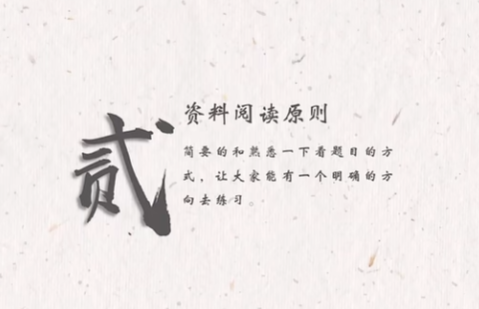 贰
资料阅读原则
简要的和熟悉一下看题目的方
式，让大家能有一个明确的方
向去练习